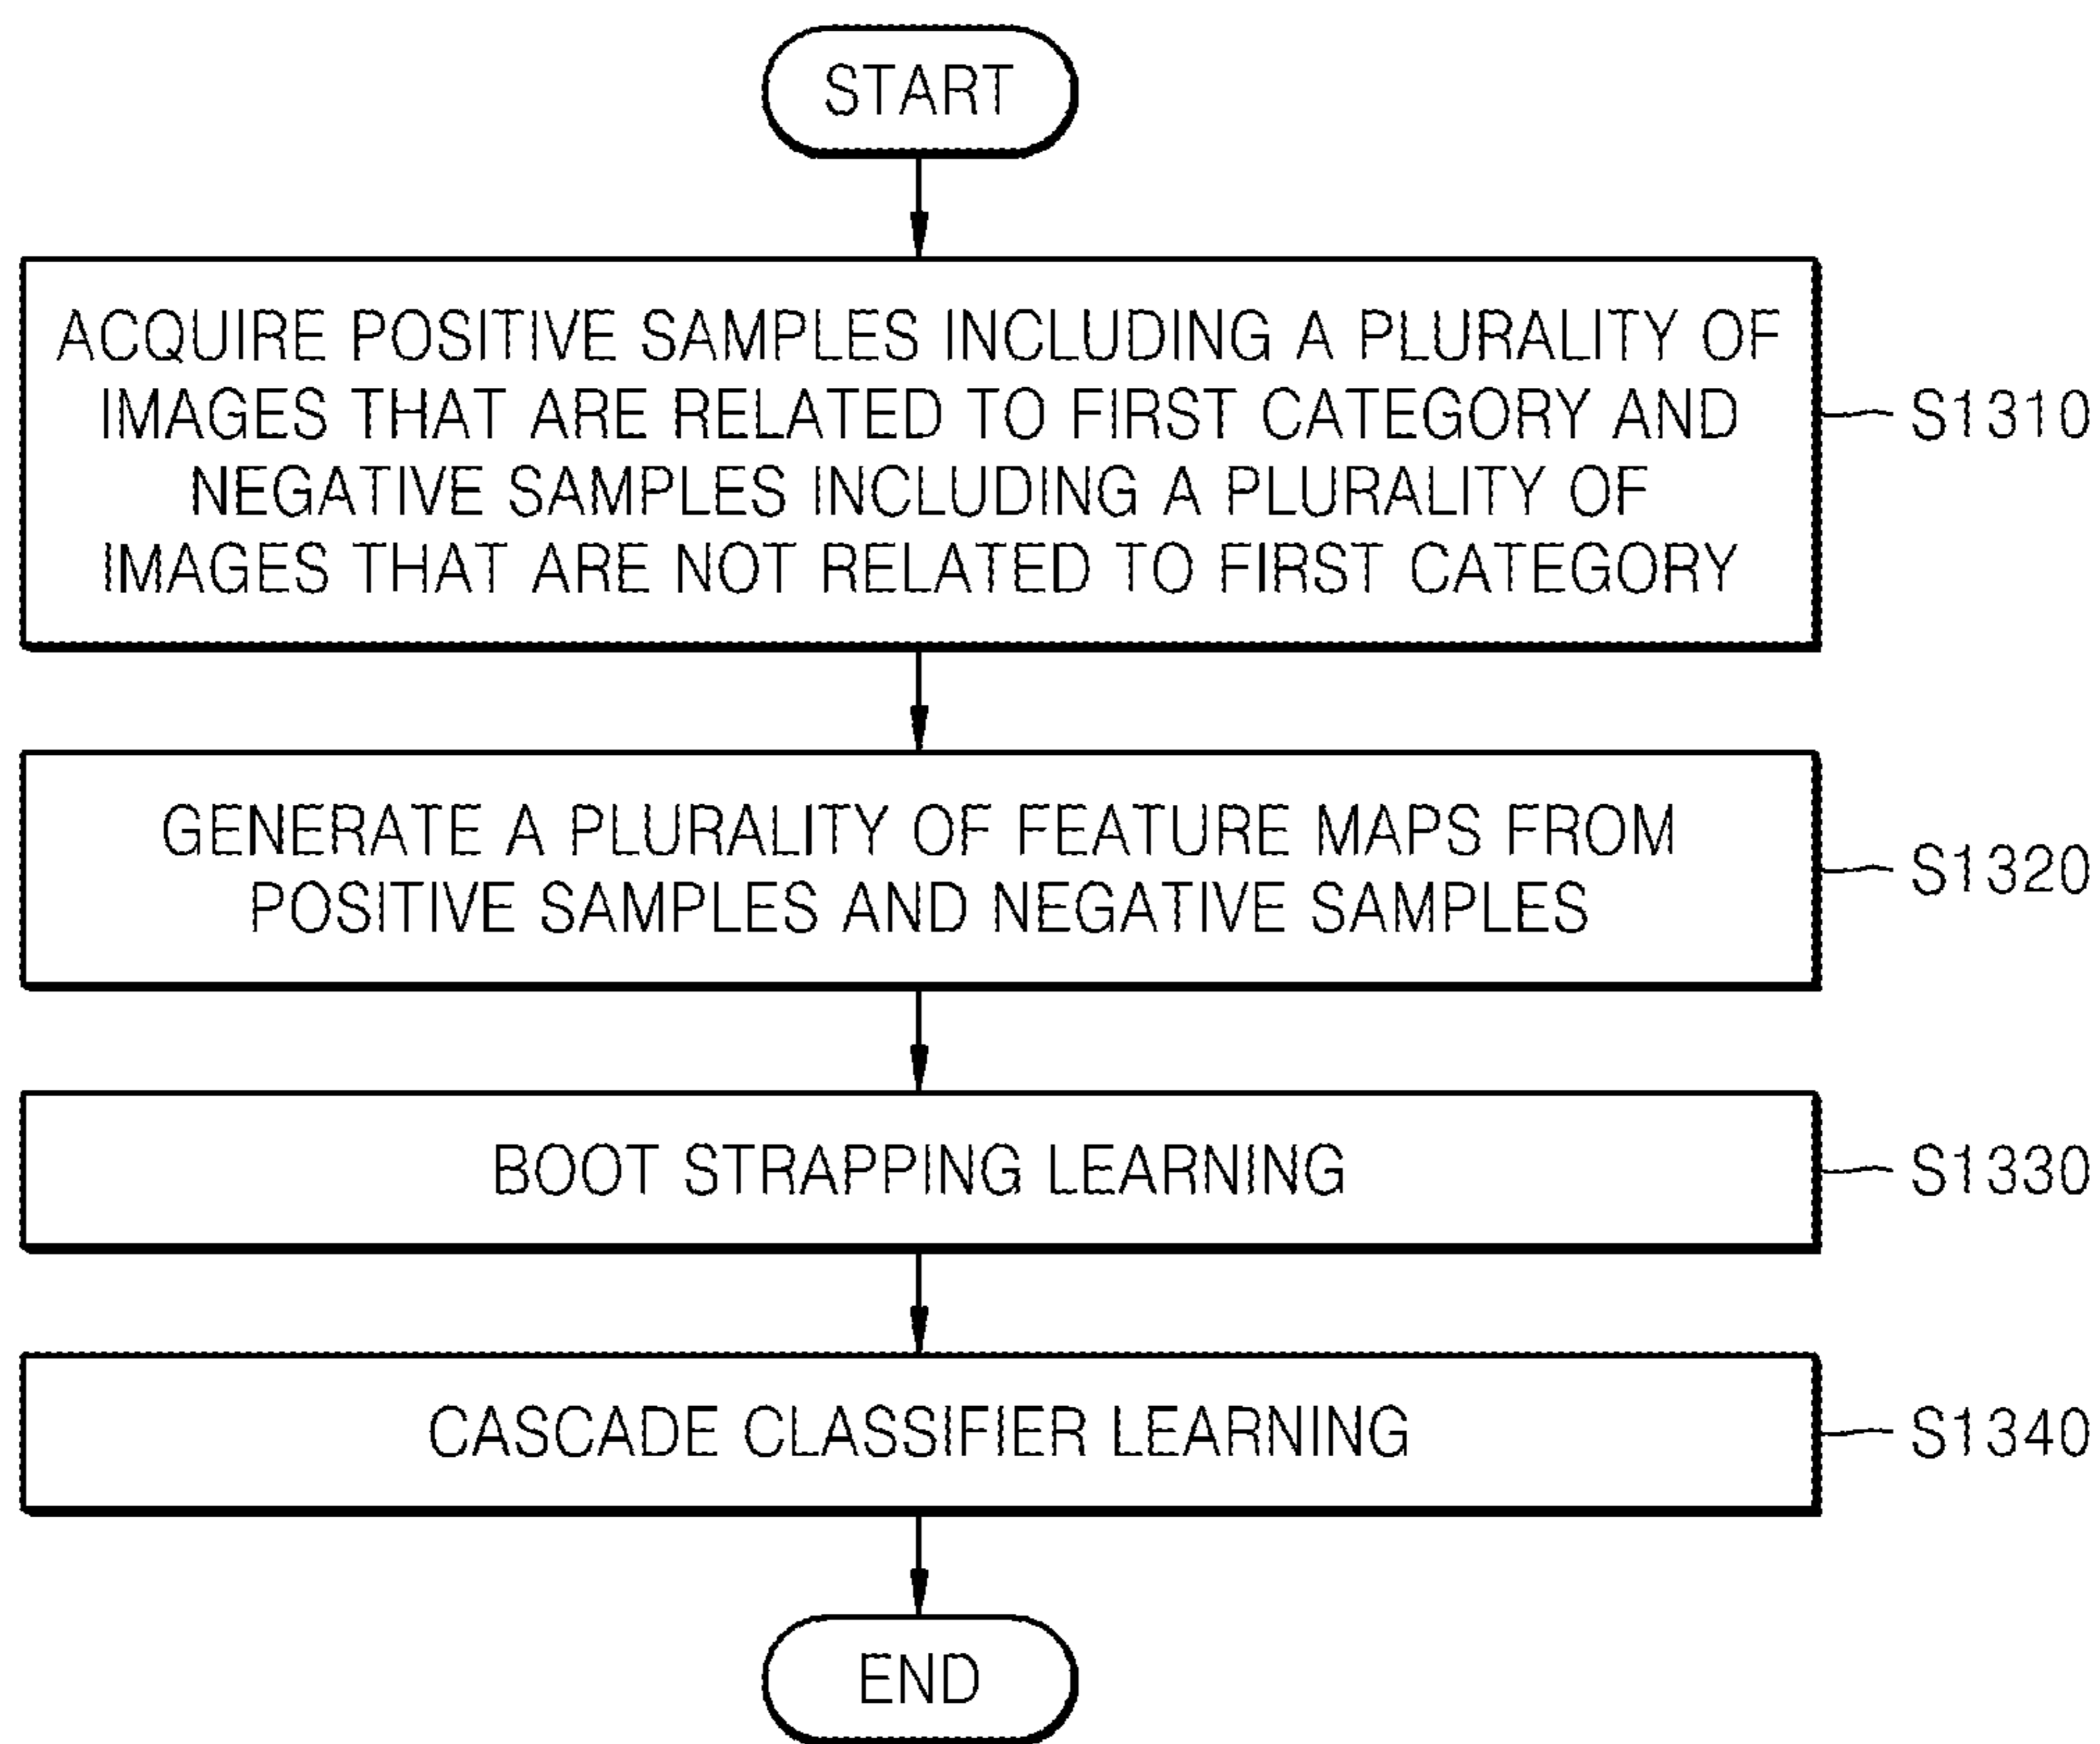 START
ACQUIRE POSITIVE SAMPLES INCLUDING A PLURALITY OF
IMAGES THAT ARE RELATED TO FIRST CATEGORY AND
NEGATIVE SAMPLES INCLUDING A PLURALITY OF
IMAGES THAT ARE NOT RELATED TO FIRST CATEGORY
S1310
GENERATE A PLURALITY OF FEATURE MAPS FROM
POSITIVE SAMPLES AND NEGATIVE SAMPLES
S1320
BOOT STRAPPING LEARNING
S1330
CASCADE CLASSIFIER LEARNING
S1340
END